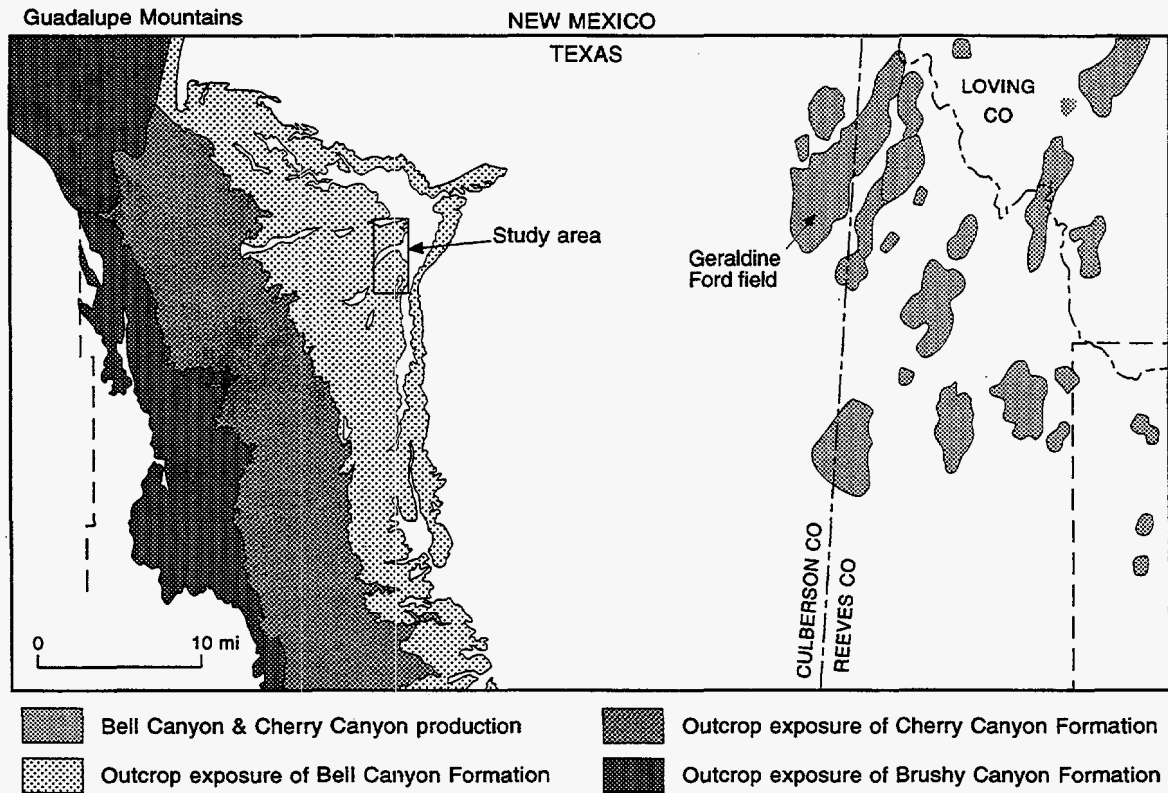 Guadalupe Mountains
NEW MEXICO
TEXAS
LOVING
CO
Study area
Geraldine
Ford field
CULBERSON CO
REEVES CO
0
10 mi
Bell Canyon & Cherry Canyon production
Outcrop exposure of Cherry Canyon Formation
Outcrop exposure of Bell Canyon Formation
Outcrop exposure of Brushy Canyon Formation